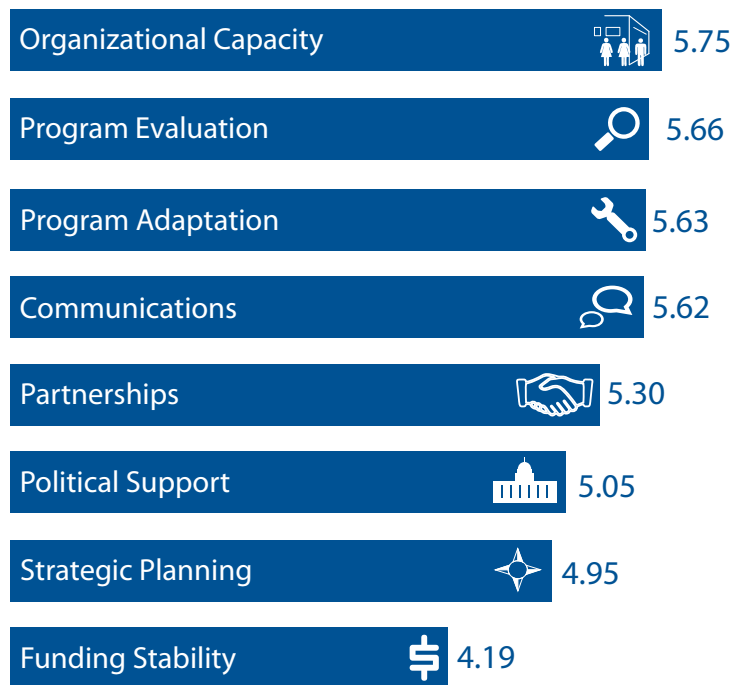 Organizational Capacity 5.75
Program Evaluation 5.66
Program Adaptation 5.63
Communications 5.62
Partnerships 5.30
Political Support 5.05
Strategic Planning 4.95
Funding Stability 4.19